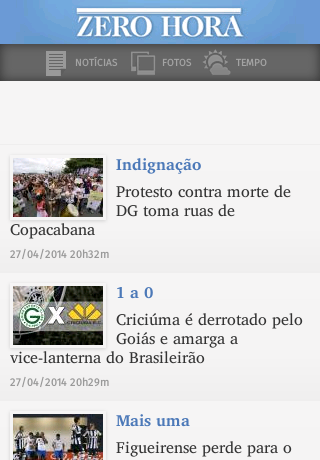 ZERO HORA
NOTÍCIAS FOTOS TEMPO
Indignação
Protesto contra morte de
DG toma ruas de
Copacabana
27/04/2014 20h32m
1 a 0
X
Criciúma é derrotado pelo
Goiás e amarga a
vice-lanterna do Brasileirão
27/04/2014 20h29m
Mais uma
Figueirense perde para o